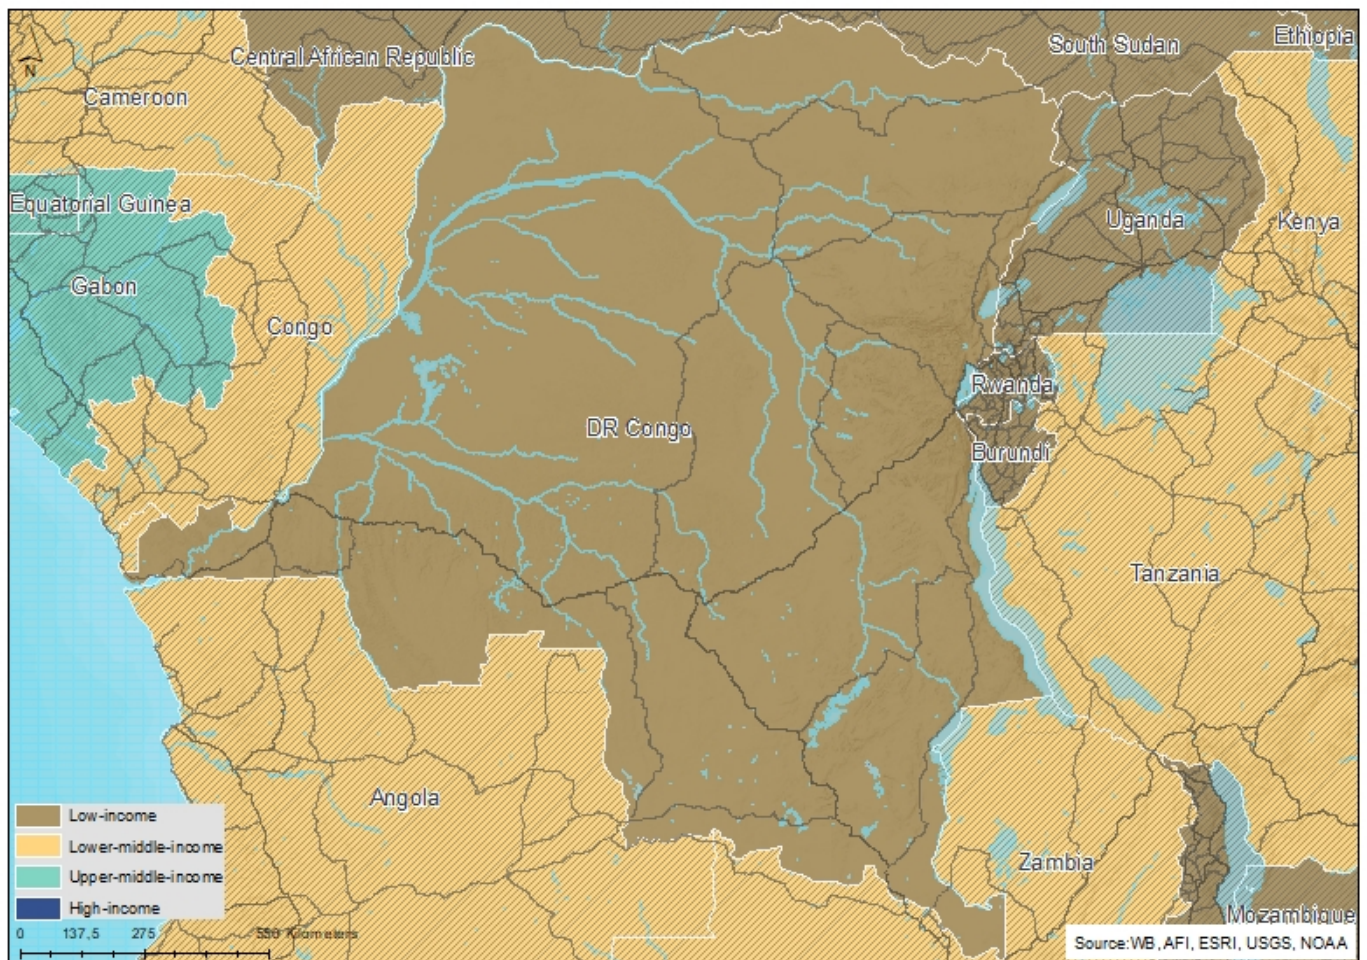 Central African Republic
South Sudan
Ethiopia
N
Cameroon
Equatorial Guinea
Uganda
Kenya
Gabon
Congo
Rwanda
DR Congo
Burundi
Tanzania
Angola
Low-income
Lower-middle-income
Upper-middle-income
High-income
Zambia
Mozambique
0 137,5 275 550 Kilometers
Source:WB, AFI, ESRI, USGS, NOAA